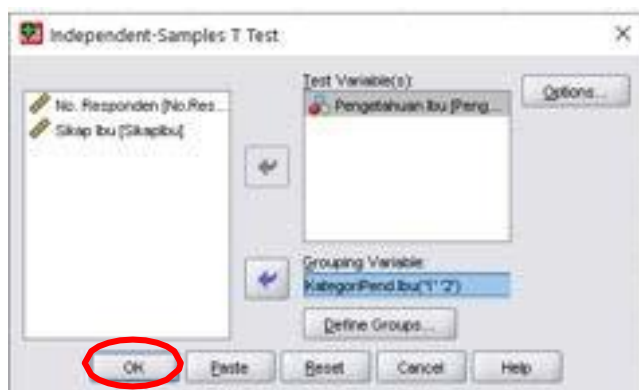 Independent-Samples T Test
Test Variable(s):
No. Responden [No.Res...
Sikap Ibu [SikapIbu]
Pengetahuan Ibu [Peng...
Options...
Grouping Variable:
KategoriPend.Ibu('1' '2')
Define Groups...
OK
Paste
Reset
Cancel
Help